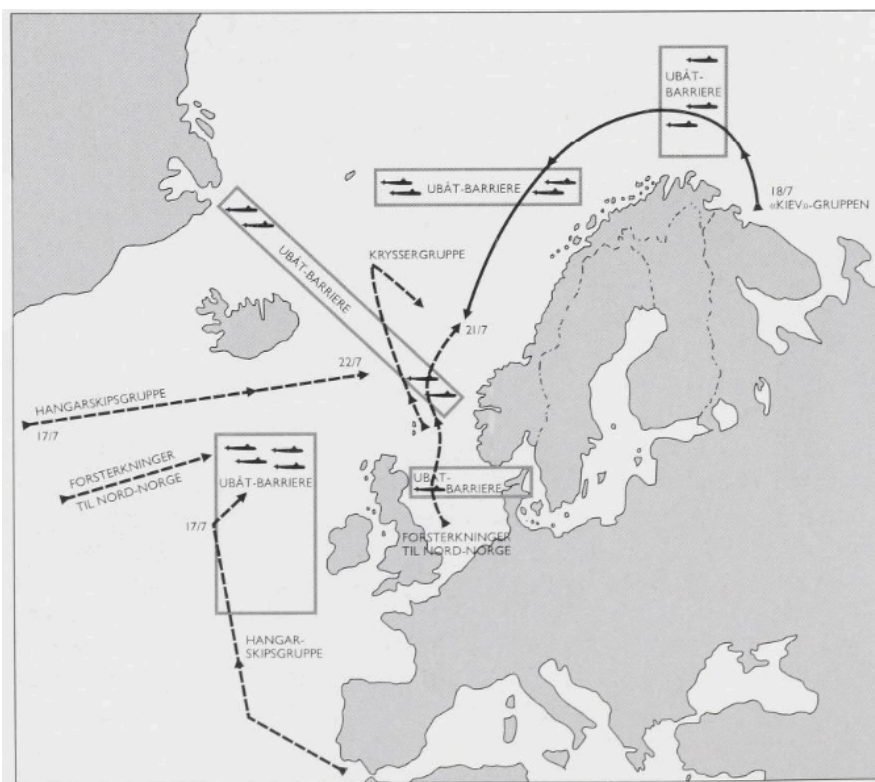 UBÅT-
BARRIERE
18/7
«KIEV»-GRUPPEN
UBÅT-BARRIERE
UBÅT-BARRIERE
KRYSSERGRUPPE
21/7
22/7
HANGARSKIPSGRUPPE
17/7
FORSTERKNINGER
TIL NORD-NORGE
UBÅT-BARRIERE
17/7
UBÅT
-BARRIERE
FORSTERKNINGER
TIL NORD-NORGE
HANGAR-
SKIPSGRUPPE